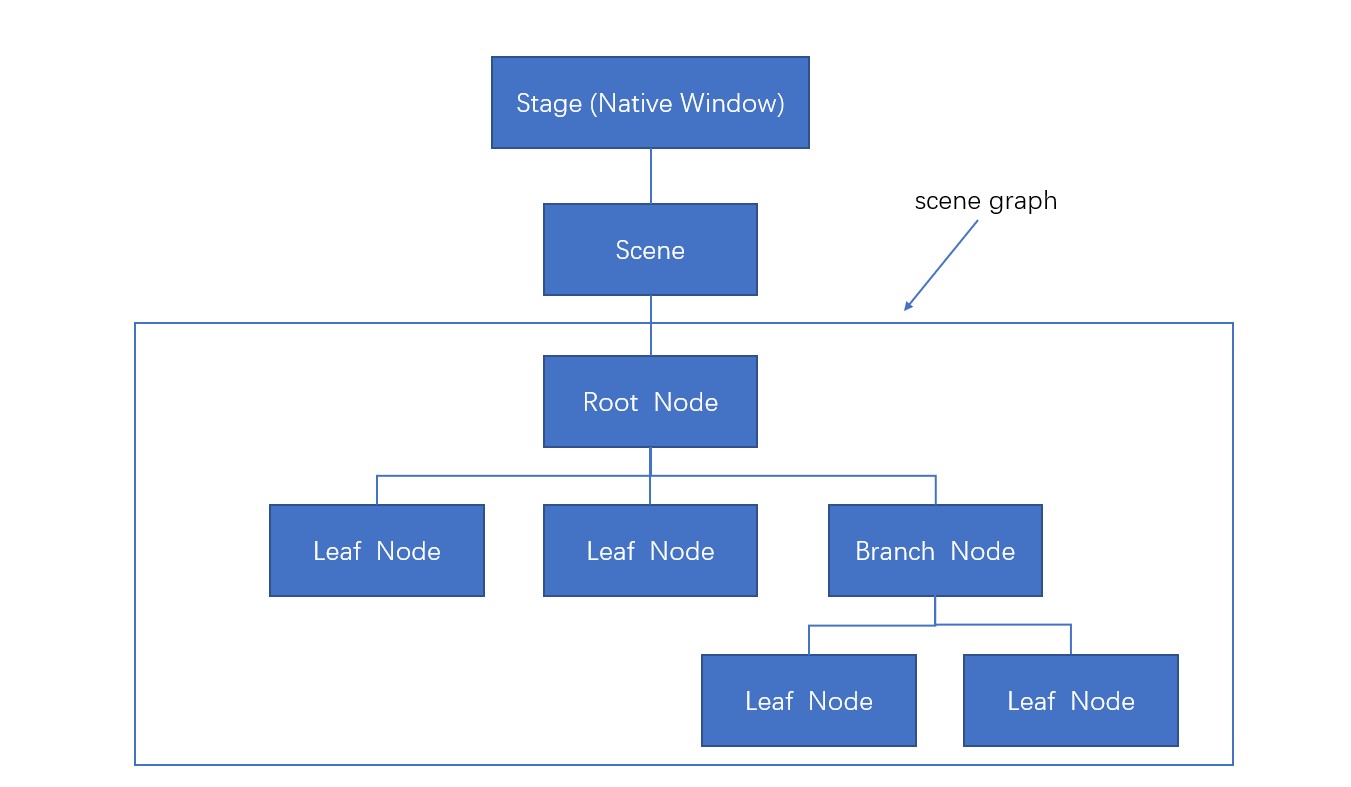 Stage (Native Window)
scene graph
Scene
Root Node
Leaf Node
Leaf Node
Branch Node
Leaf Node
Leaf Node